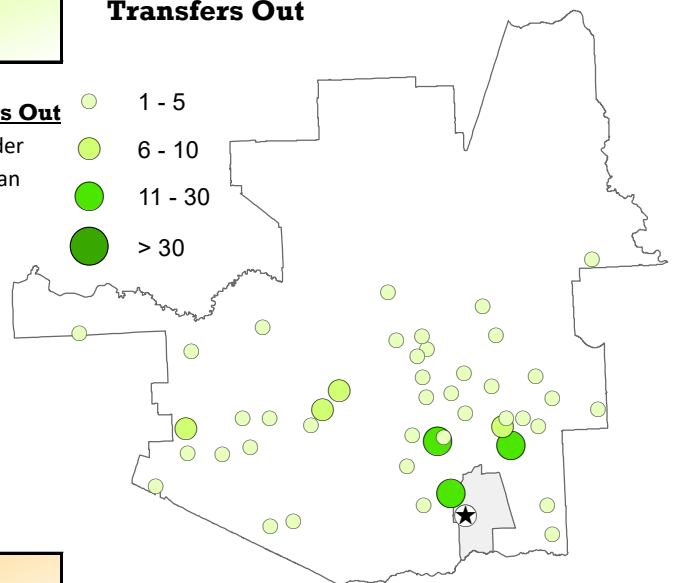 Transfers Out
s Out
der
an
1 - 5
6 - 10
11 - 30
> 30